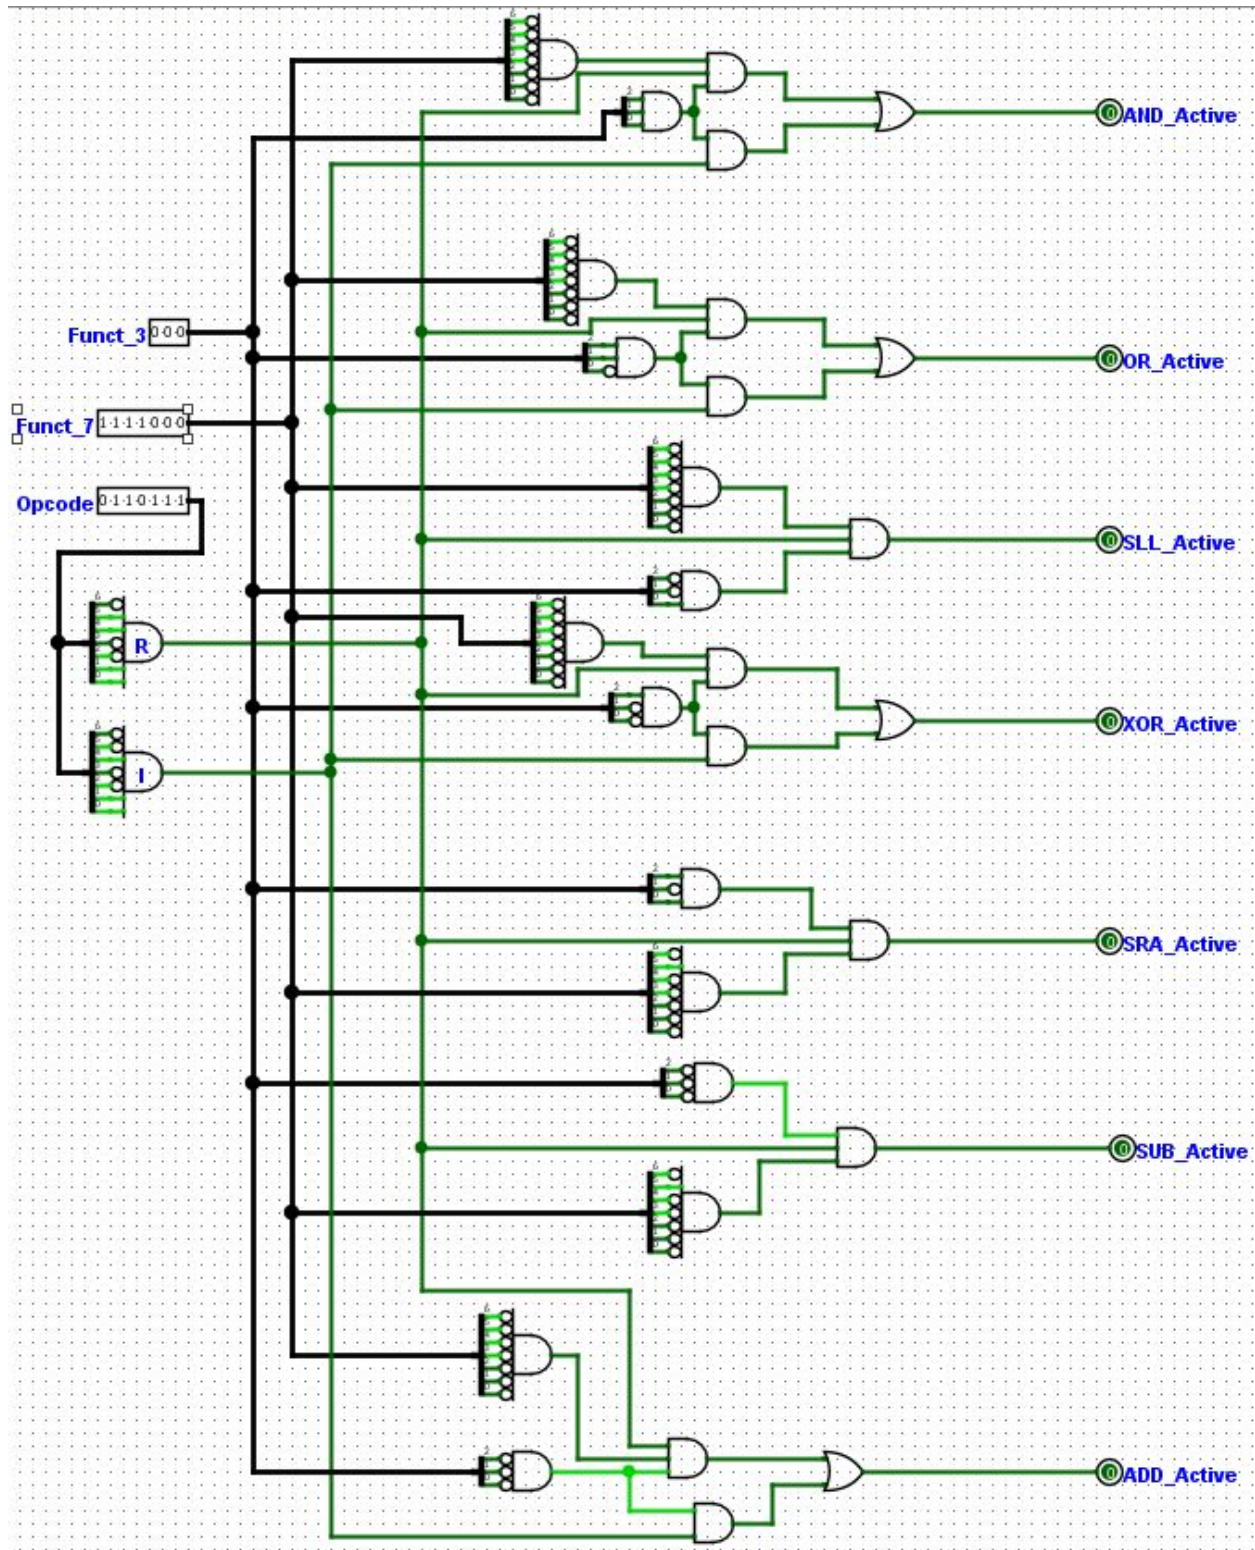 AND_Active
Funct_3 0 0 0
OR_Active
Funct_7 1 1 1 1 0 0 0
Opcode 0 1 1 0 1 1 1
SLL_Active
R
XOR_Active
I
SRA_Active
SUB_Active
ADD_Active